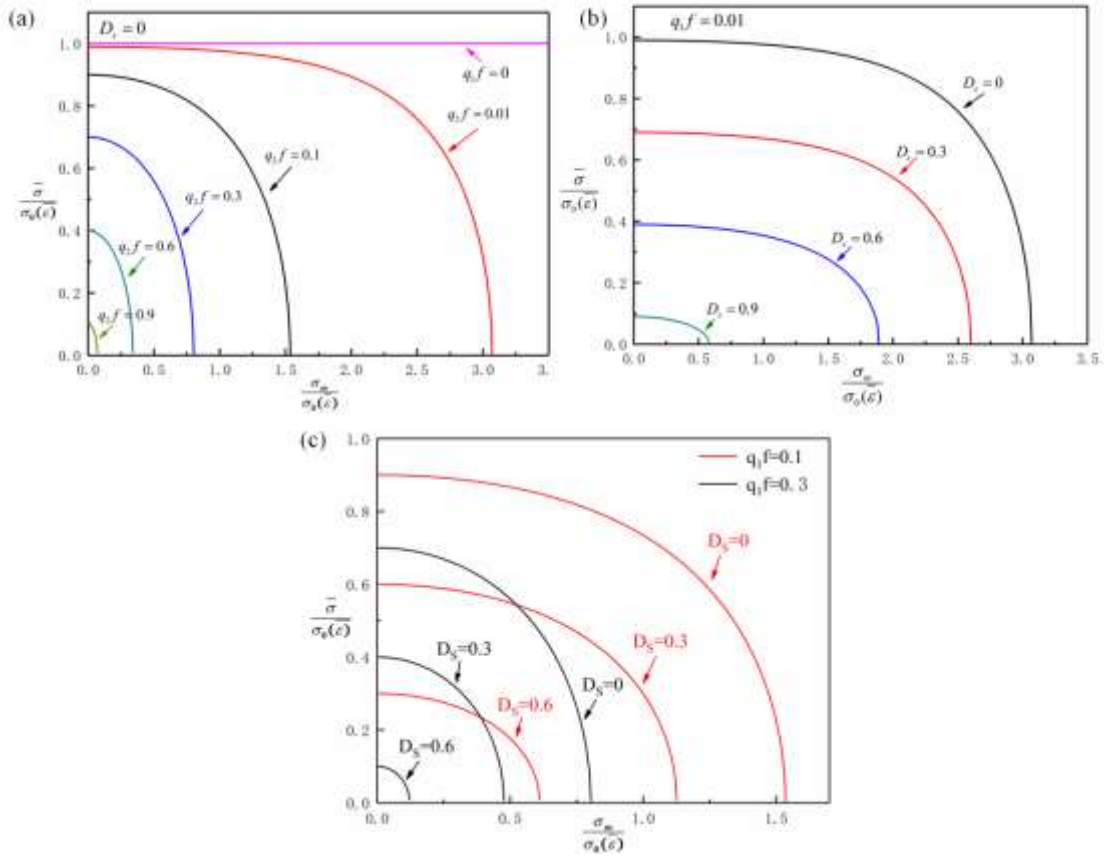 (a)
D_s = 0
1.0
0.8
0.6
0.4
0.2
0.0
q_1 f = 0
q_1 f = 0.01
q_1 f = 0.1
q_1 f = 0.3
q_1 f = 0.6
q_1 f = 0.9
σ̄
σ_0(ε̄)
0.0 0.5 1.0 1.5 2.0 2.5 3.0 3.
σ_m
σ_0(ε̄)
(b)
q_1 f = 0.01
1.0
0.8
0.6
0.4
0.2
0.0
D_s = 0
D_s = 0.3
D_s = 0.6
D_s = 0.9
σ̄
σ_0(ε̄)
0.0 0.5 1.0 1.5 2.0 2.5 3.0 3.5
σ_m
σ_0(ε̄)
(c)
1.0
0.8
0.6
0.4
0.2
0.0
q_1f=0.1
q_1f=0. 3
D_S=0
D_S=0.3
D_S=0.3
D_S=0
D_S=0.6
D_S=0.6
σ̄
σ_0(ε̄)
0.0 0.5 1.0 1.5
σ_m
σ_0(ε̄)